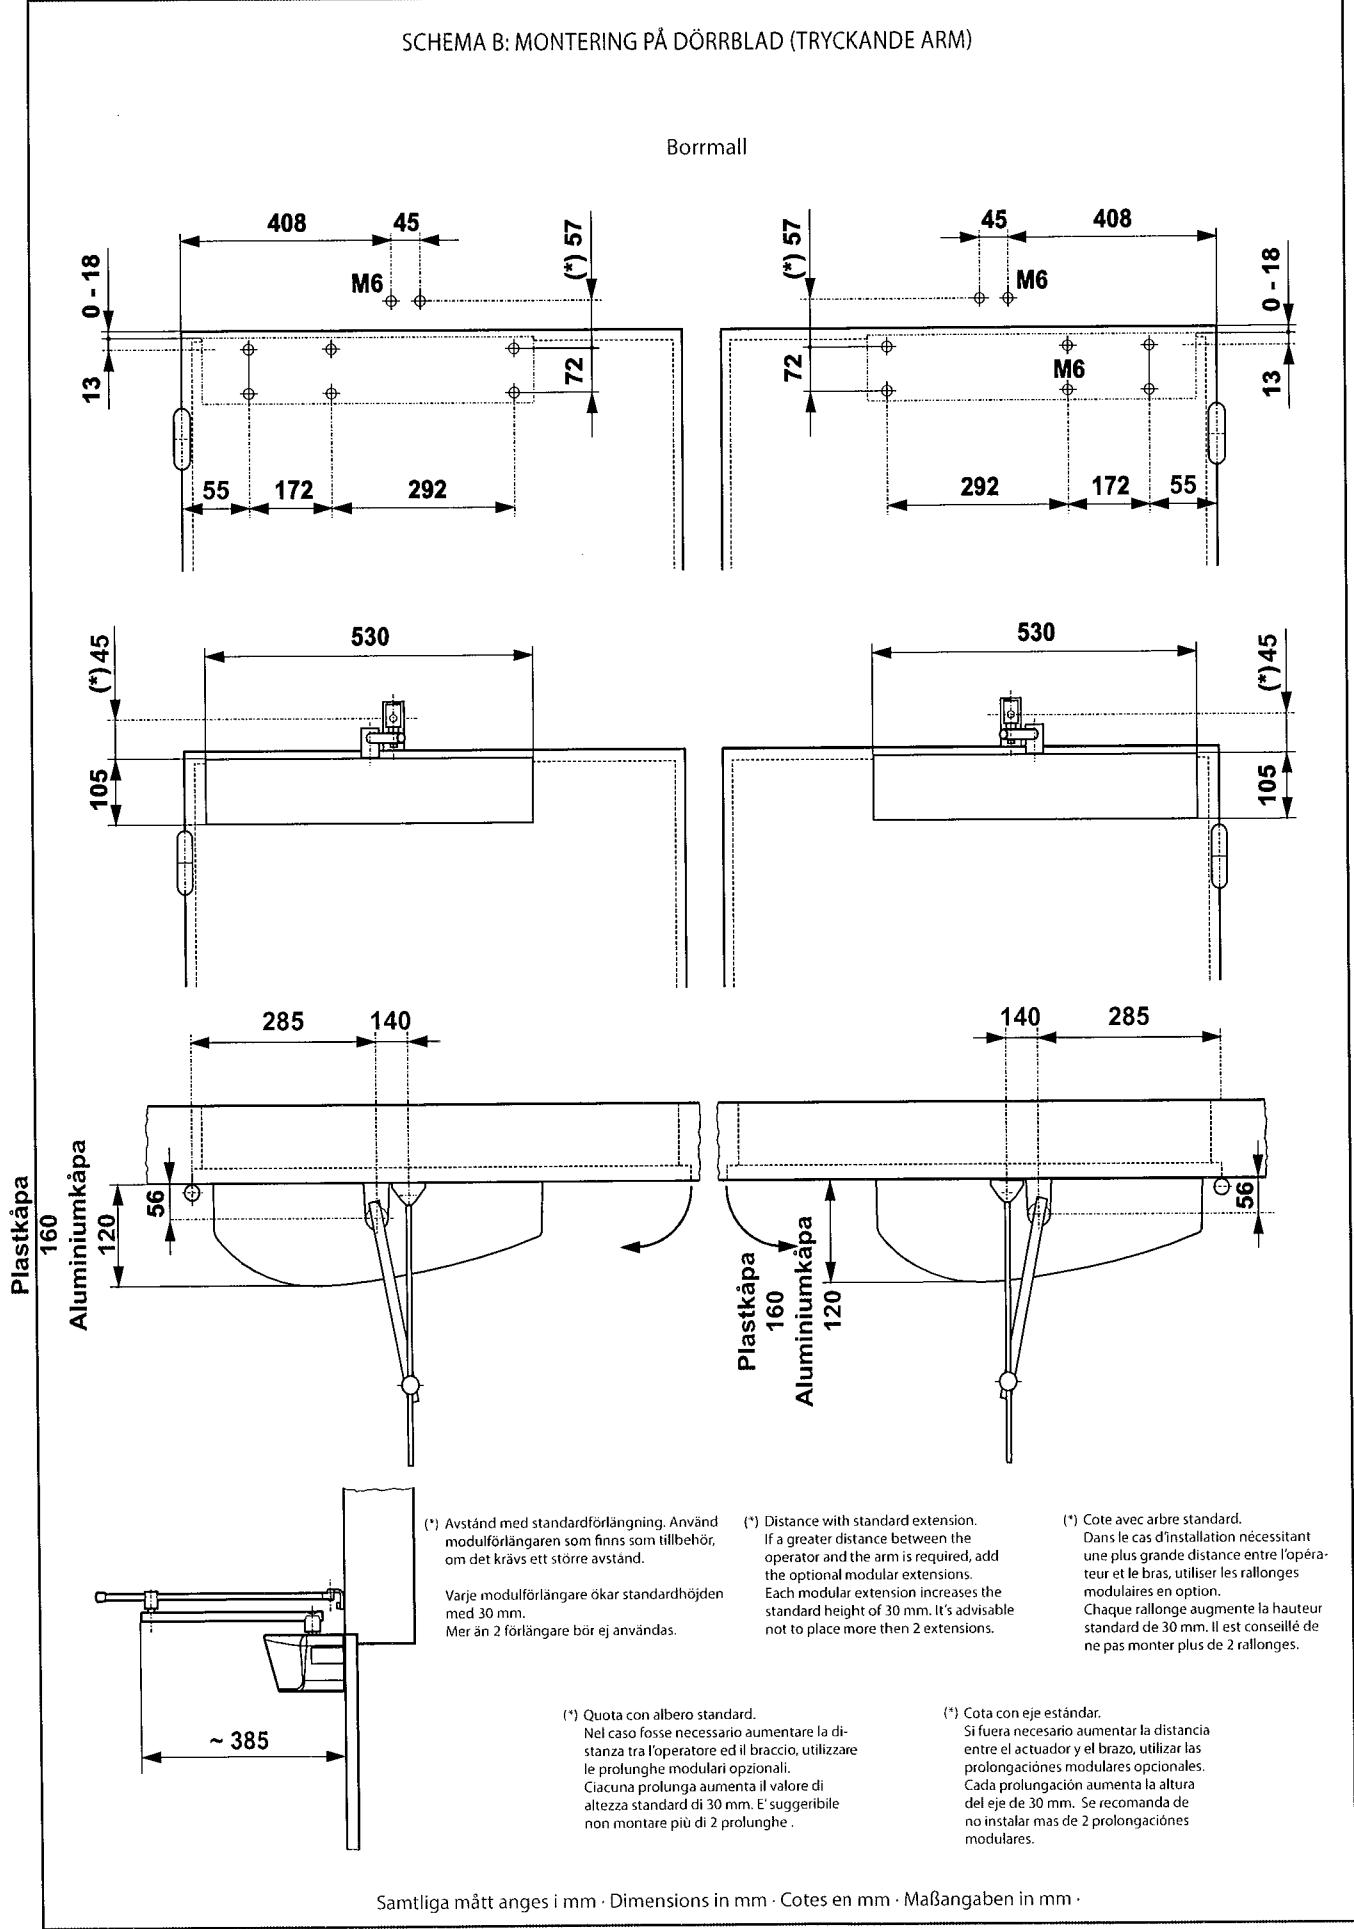 SCHEMA B: MONTERING PÅ DÖRRBLAD (TRYCKANDE ARM)
Borrmall
408
45
(*) 57
0 - 18
M6
13
72
55
172
292
45
408
(*) 57
0 - 18
M6
72
M6
13
292
172
55
530
(*) 45
105
530
(*) 45
105
285
140
140
285
Plastkåpa
160
Aluminiumkåpa
120
56
Plastkåpa
160
Aluminiumkåpa
120
56
(*) Avstånd med standardförlängning. Använd
modulförlängaren som finns som tillbehör,
om det krävs ett större avstånd.
Varje modulförlängare ökar standardhöjden
med 30 mm.
Mer än 2 förlängare bör ej användas.
(*) Distance with standard extension.
If a greater distance between the
operator and the arm is required, add
the optional modular extensions.
Each modular extension increases the
standard height of 30 mm. It's advisable
not to place more then 2 extensions.
(*) Cote avec arbre standard.
Dans le cas d'installation nécessitant
une plus grande distance entre l'opéra-
teur et le bras, utiliser les rallonges
modulaires en option.
Chaque rallonge augmente la hauteur
standard de 30 mm. Il est conseillé de
ne pas monter plus de 2 rallonges.
~ 385
(*) Quota con albero standard.
Nel caso fosse necessario aumentare la di-
stanza tra l'operatore ed il braccio, utilizzare
le prolunghe modulari opzionali.
Ciacuna prolunga aumenta il valore di
altezza standard di 30 mm. E' suggeribile
non montare più di 2 prolunghe .
(*) Cota con eje estándar.
Si fuera necesario aumentar la distancia
entre el actuador y el brazo, utilizar las
prolongaciónes modulares opcionales.
Cada prolungación aumenta la altura
del eje de 30 mm. Se recomanda de
no instalar mas de 2 prolongaciónes
modulares.
Samtliga mått anges i mm · Dimensions in mm · Cotes en mm · Maßangaben in mm ·